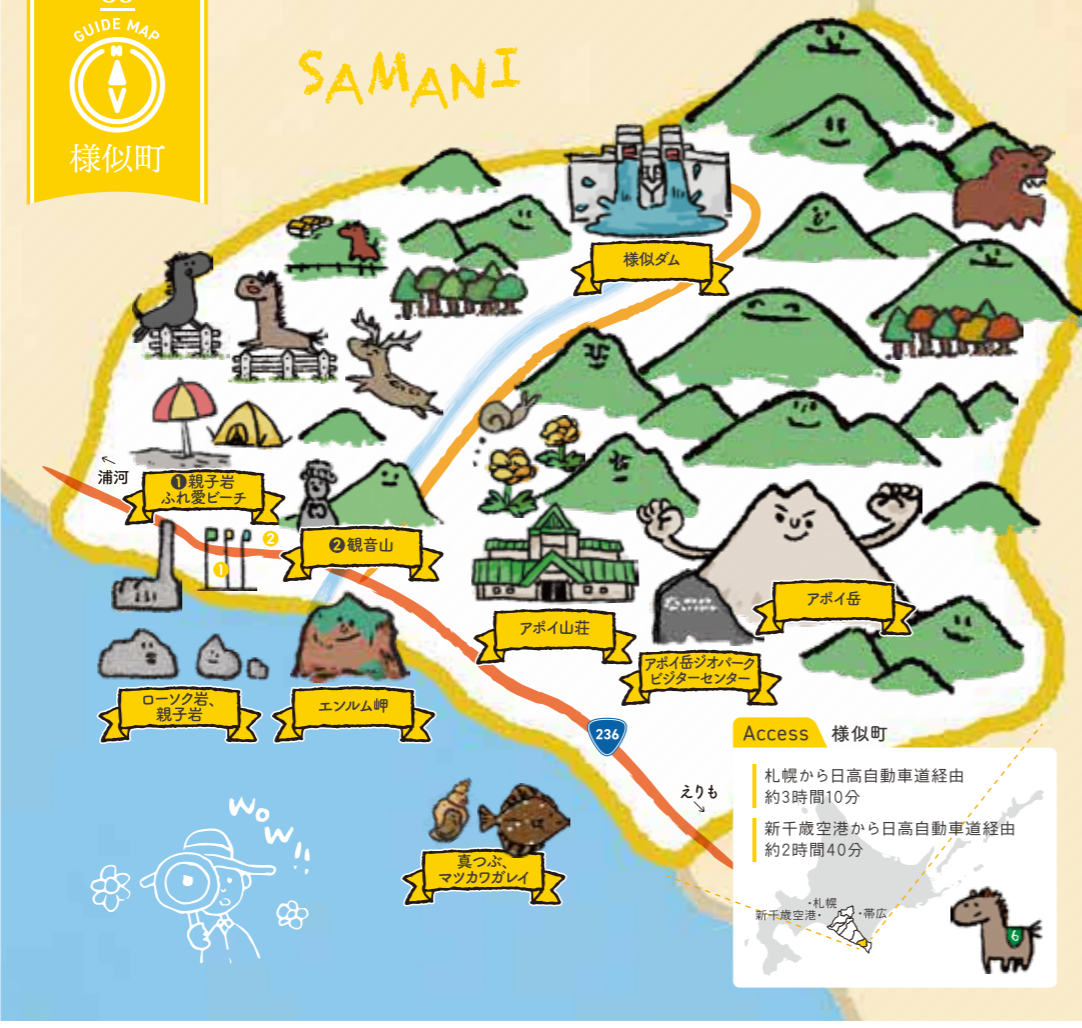 GUIDE MAP
N
様似町
SAMANI
様似ダム
浦河
❶親子岩
ふれ愛ビーチ
❷観音山
2
1
アポイ山荘
アポイ岳
アポイ岳ジオパーク
ビジターセンター
ローソク岩、
親子岩
エンルム岬
236
えりも
真つぶ、
マツカワガレイ
WOW!!
Access 様似町
札幌から日高自動車道経由
約3時間10分
新千歳空港から日高自動車道経由
約2時間40分
・札幌
新千歳空港・
・帯広
6